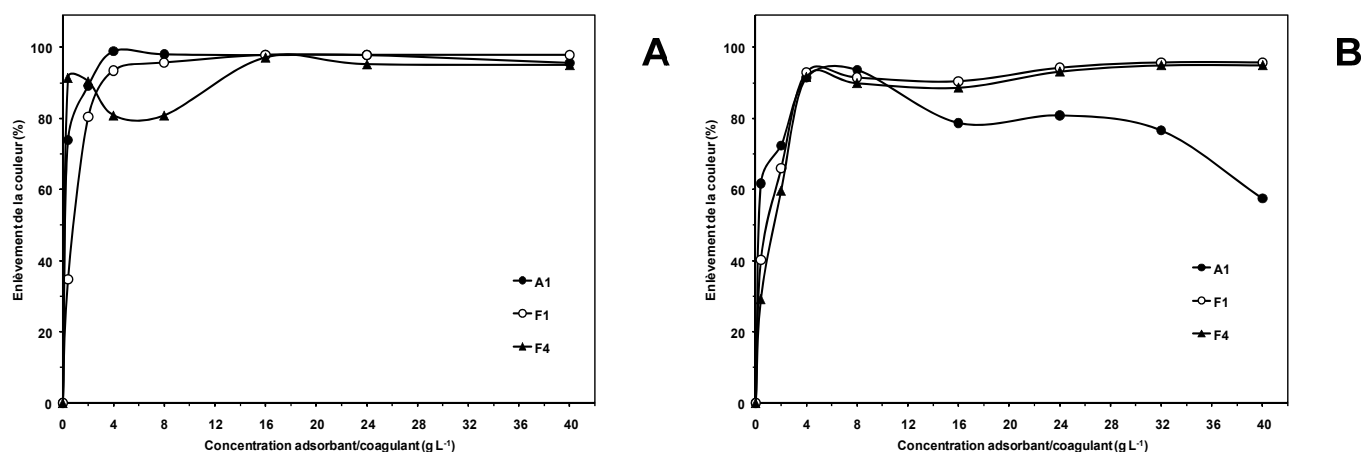 A
Enlèvement de la couleur (%)
100
80
60
40
20
0
A1
F1
F4
0 4 8 12 16 20 24 28 32 36 40
Concentration adsorbant/coagulant (g L-1)
B
Enlèvement de la couleur (%)
100
80
60
40
20
0
A1
F1
F4
0 4 8 12 16 20 24 28 32 36 40
Concentration adsorbant/coagulant (g L-1)